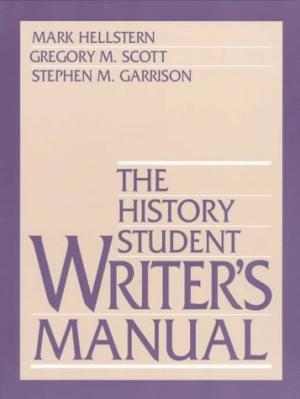 MARK HELLSTERN
GREGORY M. SCOTT
STEPHEN M. GARRISON
THE
HISTORY
STUDENT
WRITER'S
MANUAL